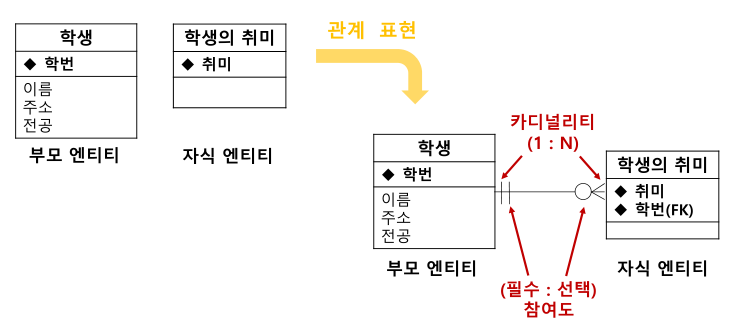 학생
◆ 학번
이름
주소
전공
부모 엔티티
학생의 취미
◆ 취미
자식 엔티티
관계 표현
학생
◆ 학번
이름
주소
전공
부모 엔티티
카디널리티
(1 : N)
(필수 : 선택)
참여도
학생의 취미
◆ 취미
◆ 학번(FK)
자식 엔티티